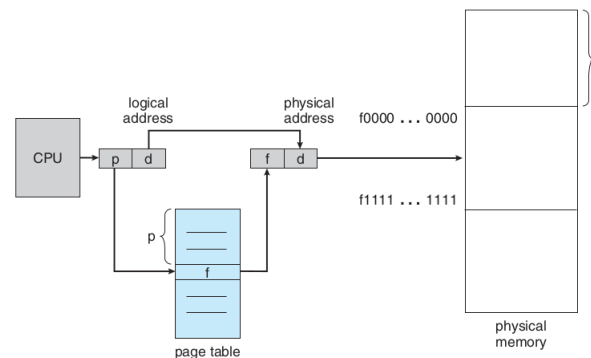 logical
address
physical
address
f0000 ... 0000
CPU
p
d
f
d
f1111 ... 1111
p
f
page table
physical
memory